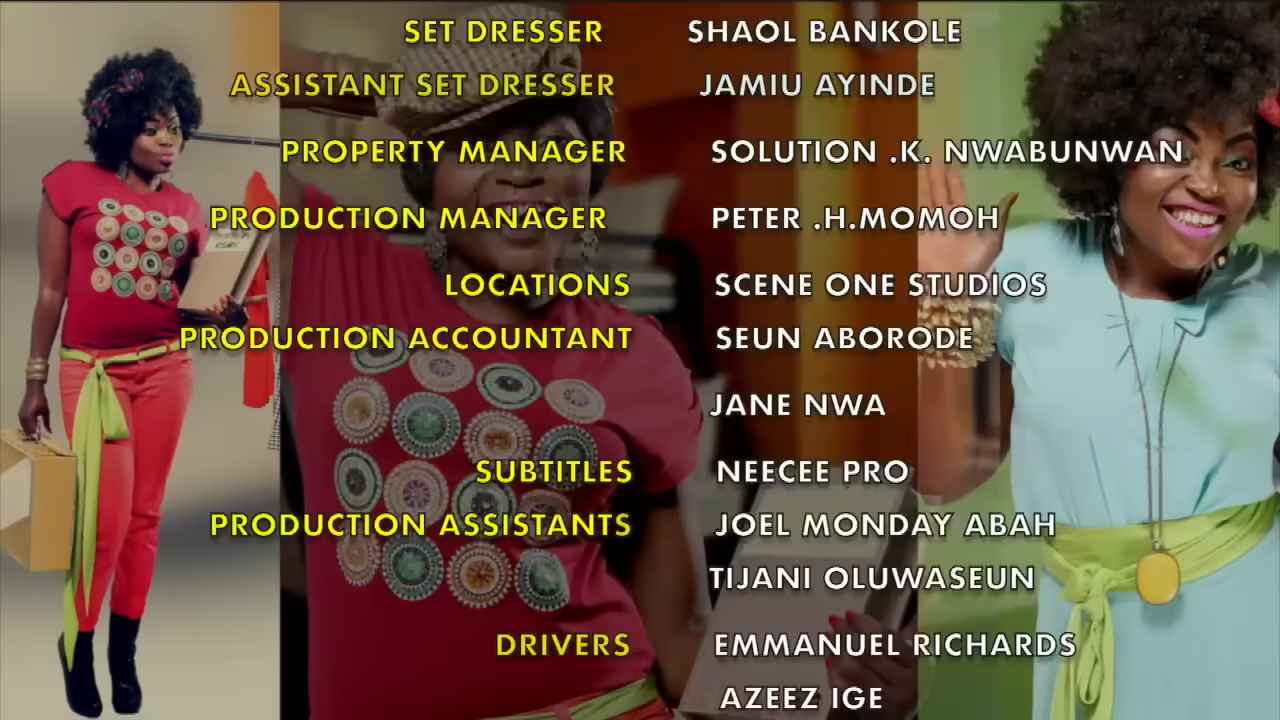 SET DRESSER SHAOL BANKOLE
ASSISTANT SET DRESSER JAMIU AYINDE
PROPERTY MANAGER SOLUTION .K. NWABUNWAN
PRODUCTION MANAGER PETER .H.MOMOH
LOCATIONS SCENE ONE STUDIOS
PRODUCTION ACCOUNTANT SEUN ABORODE
JANE NWA
SUBTITLES NEECEE PRO
PRODUCTION ASSISTANTS JOEL MONDAY ABAH
TIJANI OLUWASEUN
DRIVERS EMMANUEL RICHARDS
AZEEZ IGE